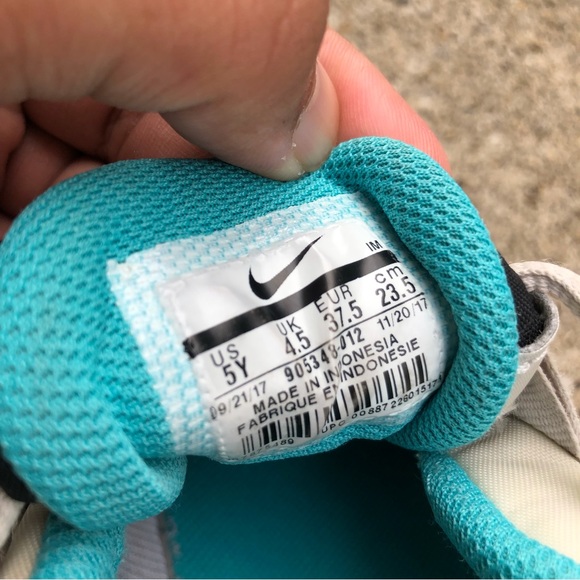 IM
US UK EUR cm
5Y 4.5 37.5 23.5
09/21/17 11/20/17
MADE IN INDONESIA
FABRIQUE EN INDONESIE
UPC